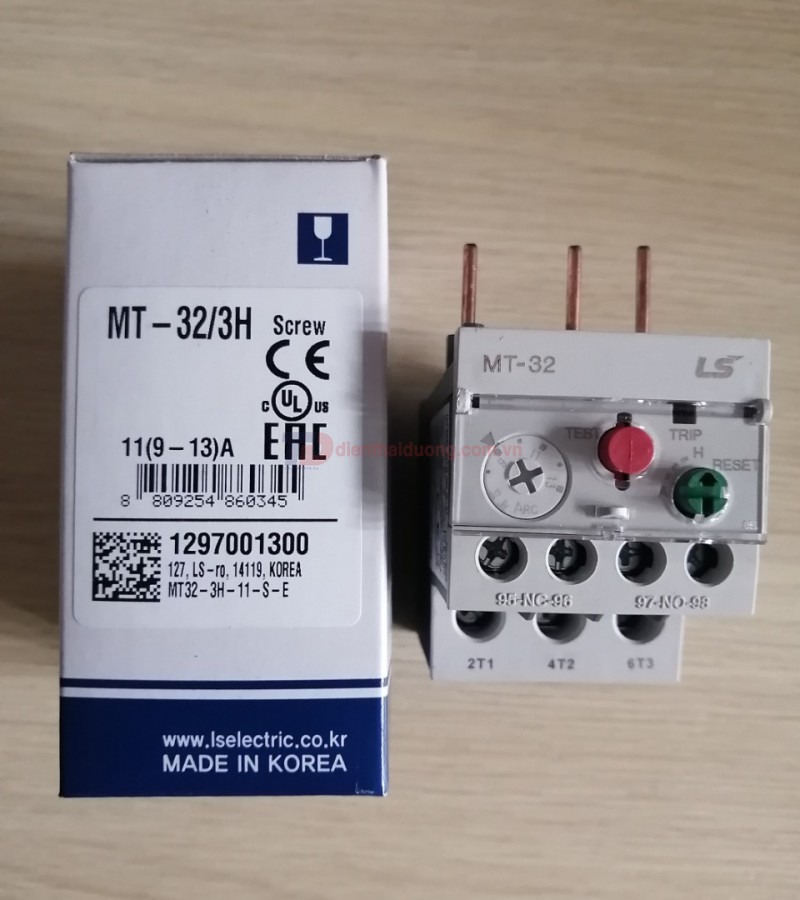 MT-32/3H Screw
CE
C UL US
11(9-13)A EAC
8 809254 860345
1297001300
127, LS-ro, 14119, KOREA
MT32-3H-11-S-E
www.lselectric.co.kr
MADE IN KOREA
MT-32 LS
TEST TRIP
H
RESET
11
A RC
95-NC-96 97-NO-98
2T1 4T2 6T3